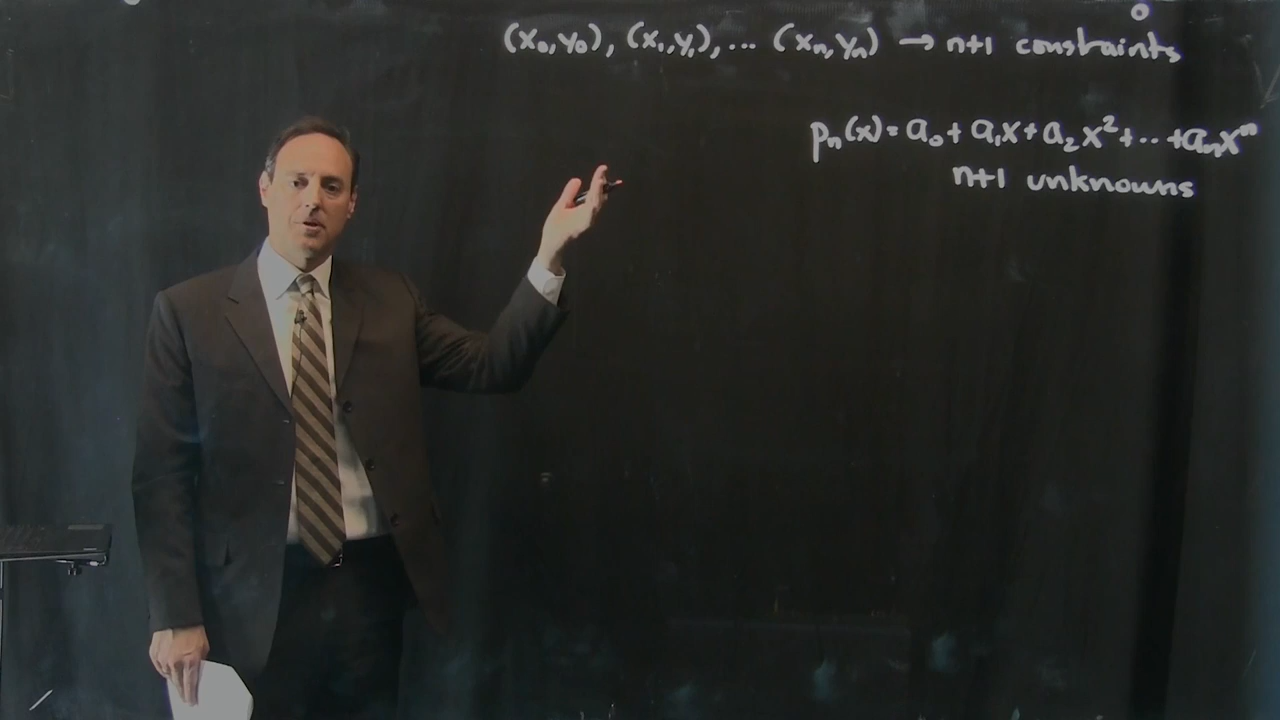 (x₀,y₀), (x₁,y₁), ... (xₙ,yₙ) → n+1 constraints
pₙ(x) = a₀ + a₁x + a₂x² + ... + aₙxⁿ
n+1 unknowns